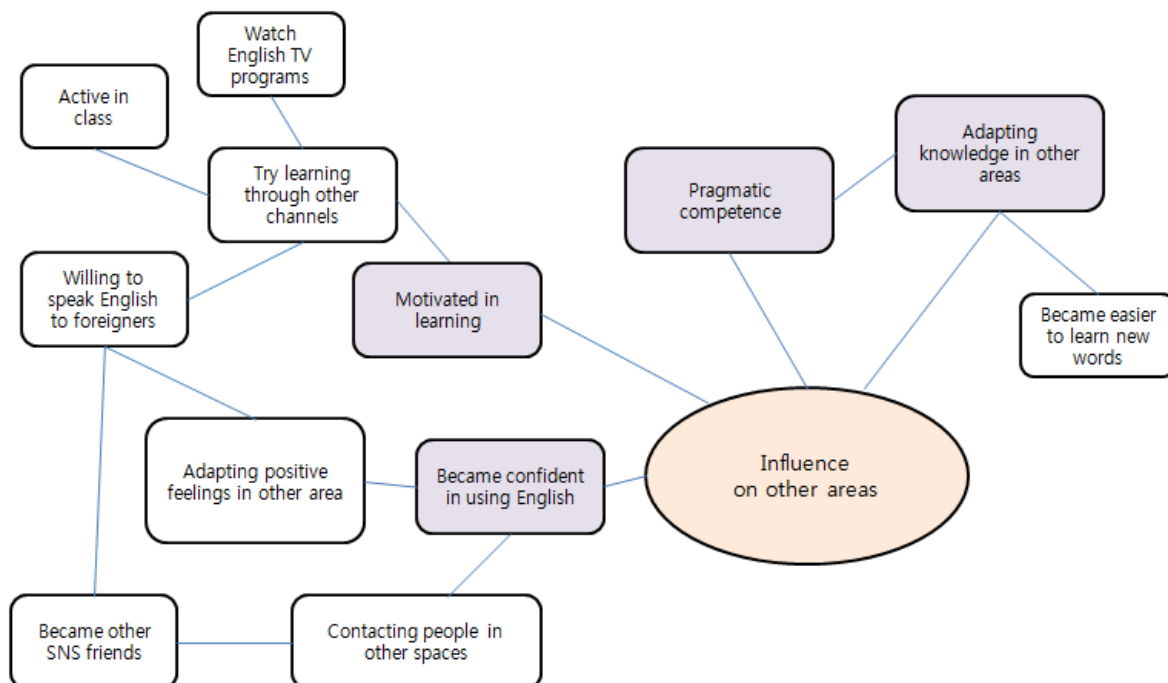 Watch
English TV
programs
Active in
class
Adapting
knowledge in other
areas
Try learning
through other
channels
Pragmatic
competence
Willing to
speak English
to foreigners
Motivated in
learning
Became easier
to learn new
words
Adapting positive
feelings in other area
Became confident
in using English
Influence
on other areas
Became other
SNS friends
Contacting people in
other spaces